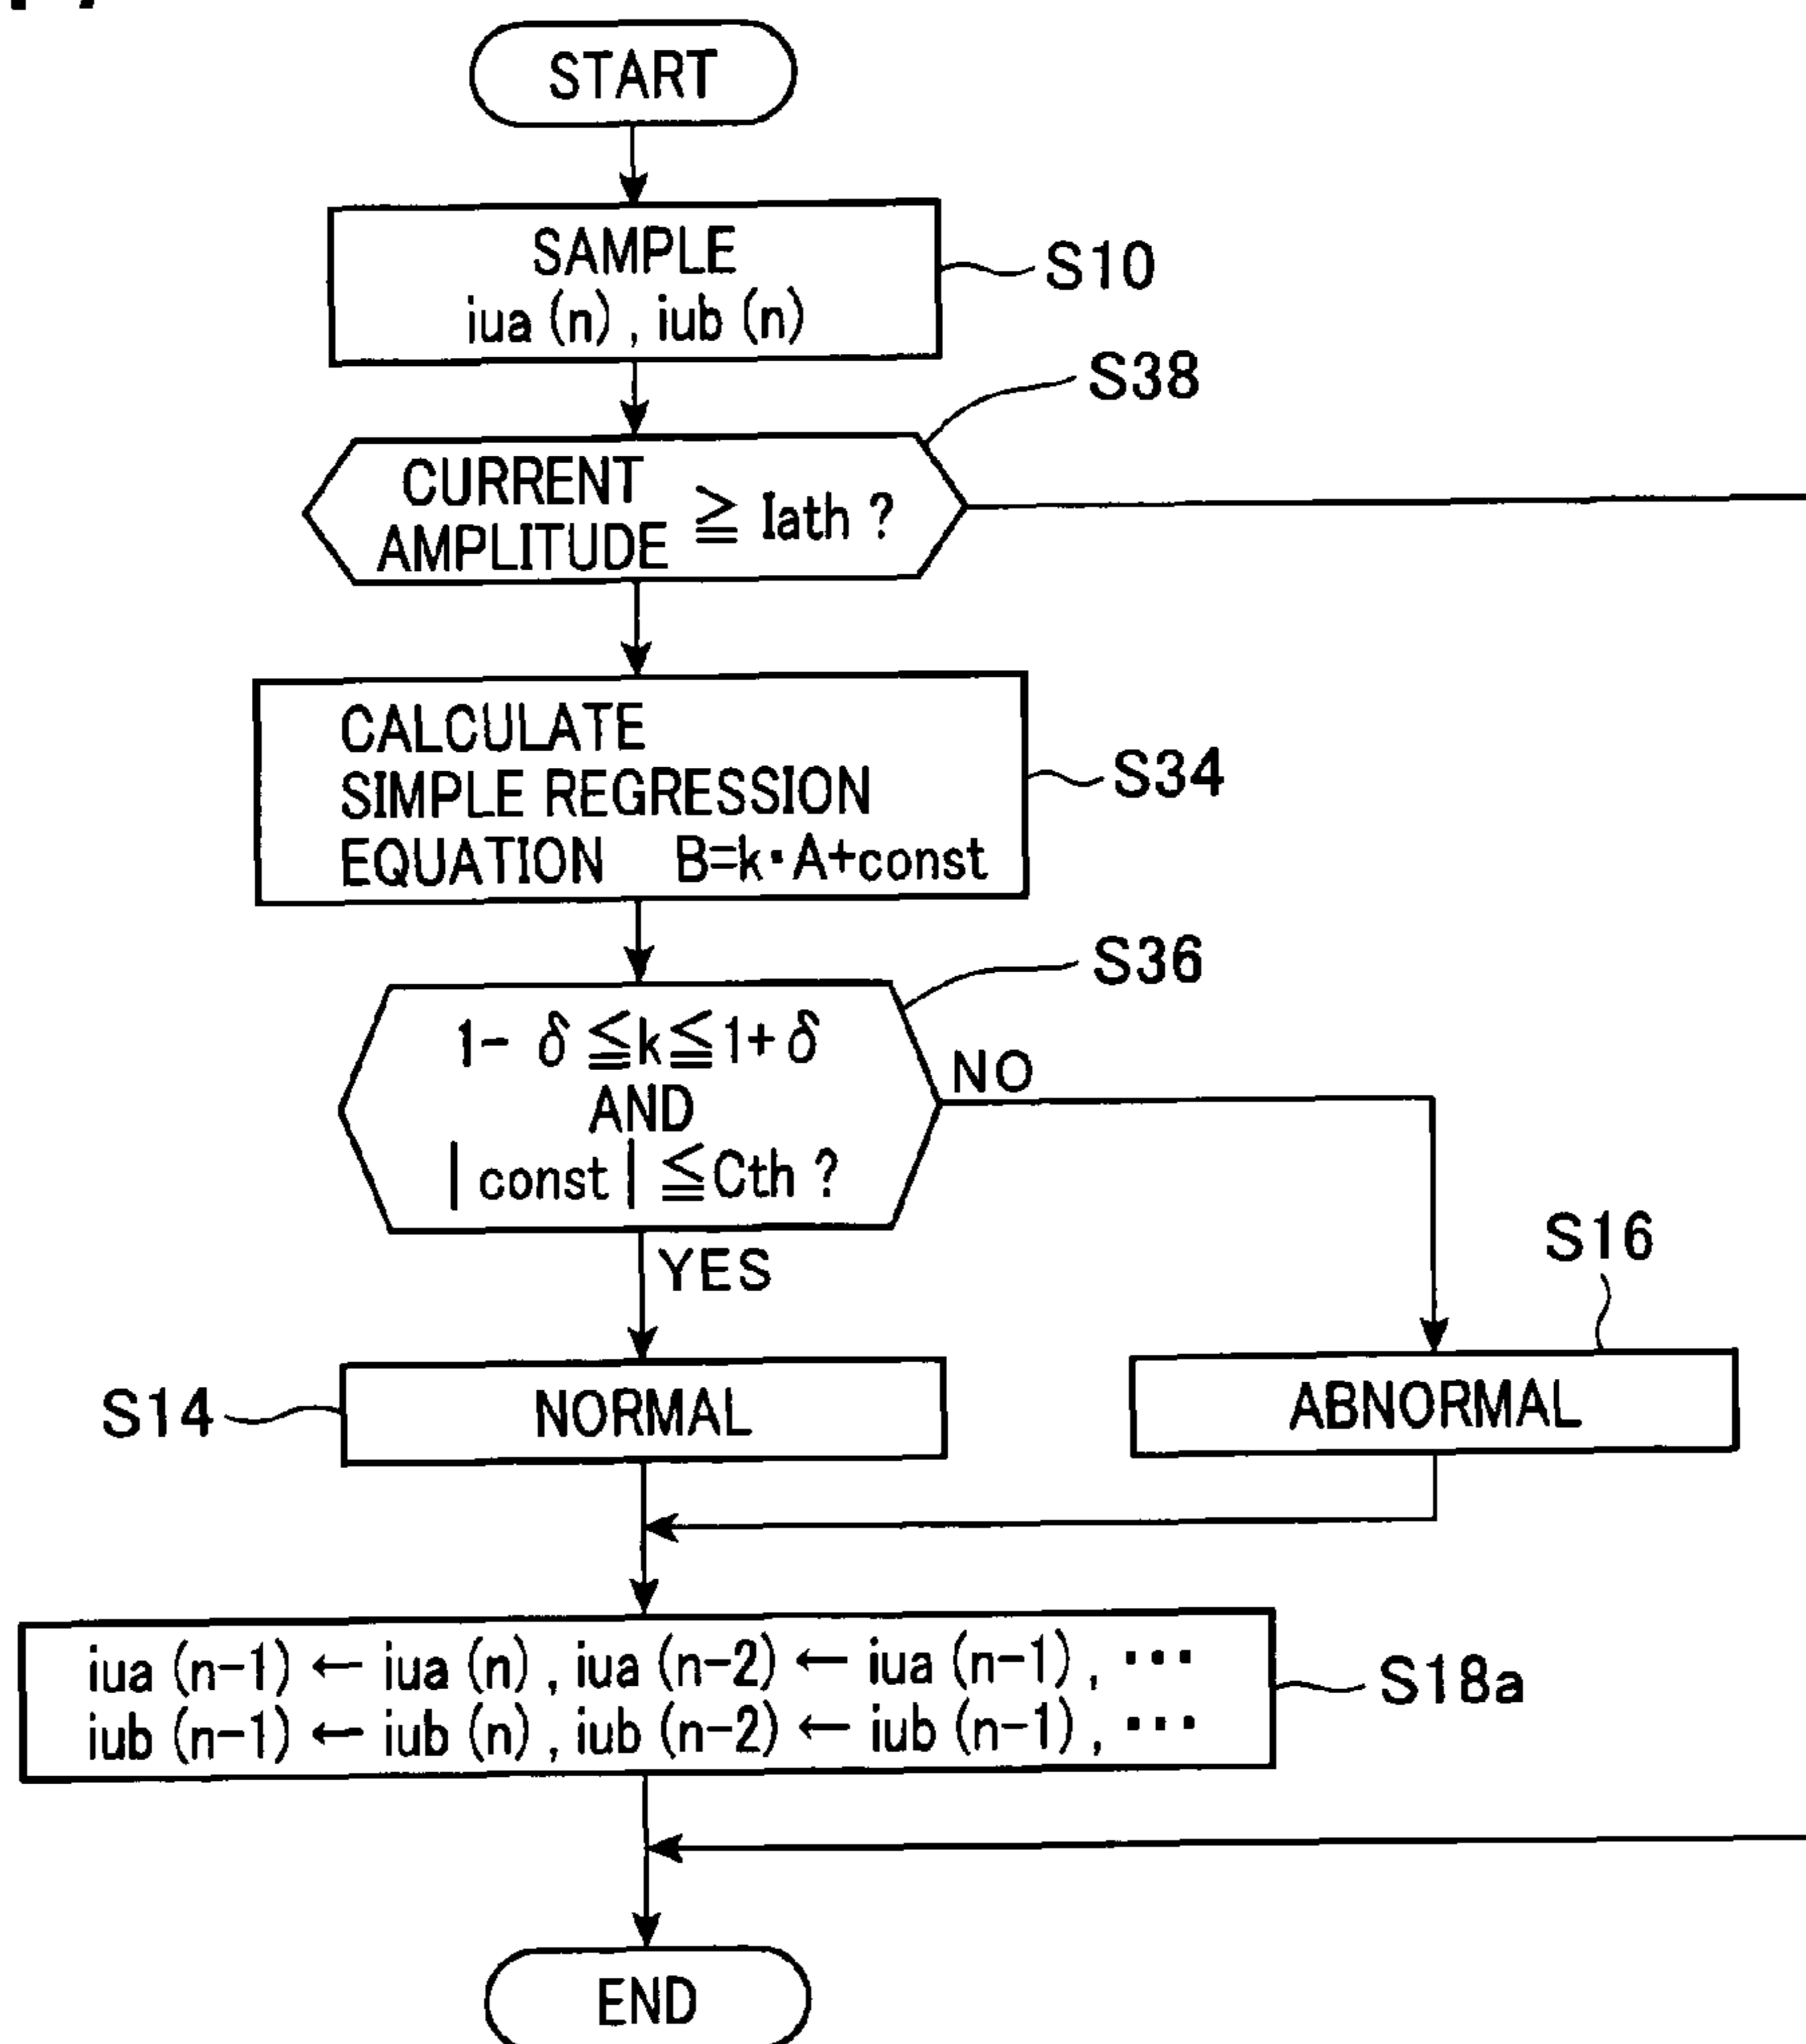 START
SAMPLE
iua (n) , iub (n)
S10
S38
CURRENT
AMPLITUDE ≧ Iath ?
CALCULATE
SIMPLE REGRESSION
EQUATION B=k・A+const
S34
S36
1- δ ≦k≦1+ δ
AND
| const | ≦Cth ?
NO
YES
S16
S14
NORMAL
ABNORMAL
iua (n-1) ← iua (n) , iua (n-2) ← iua (n-1) , ・・・
iub (n-1) ← iub (n) , iub (n-2) ← iub (n-1) , ・・・
S18a
END